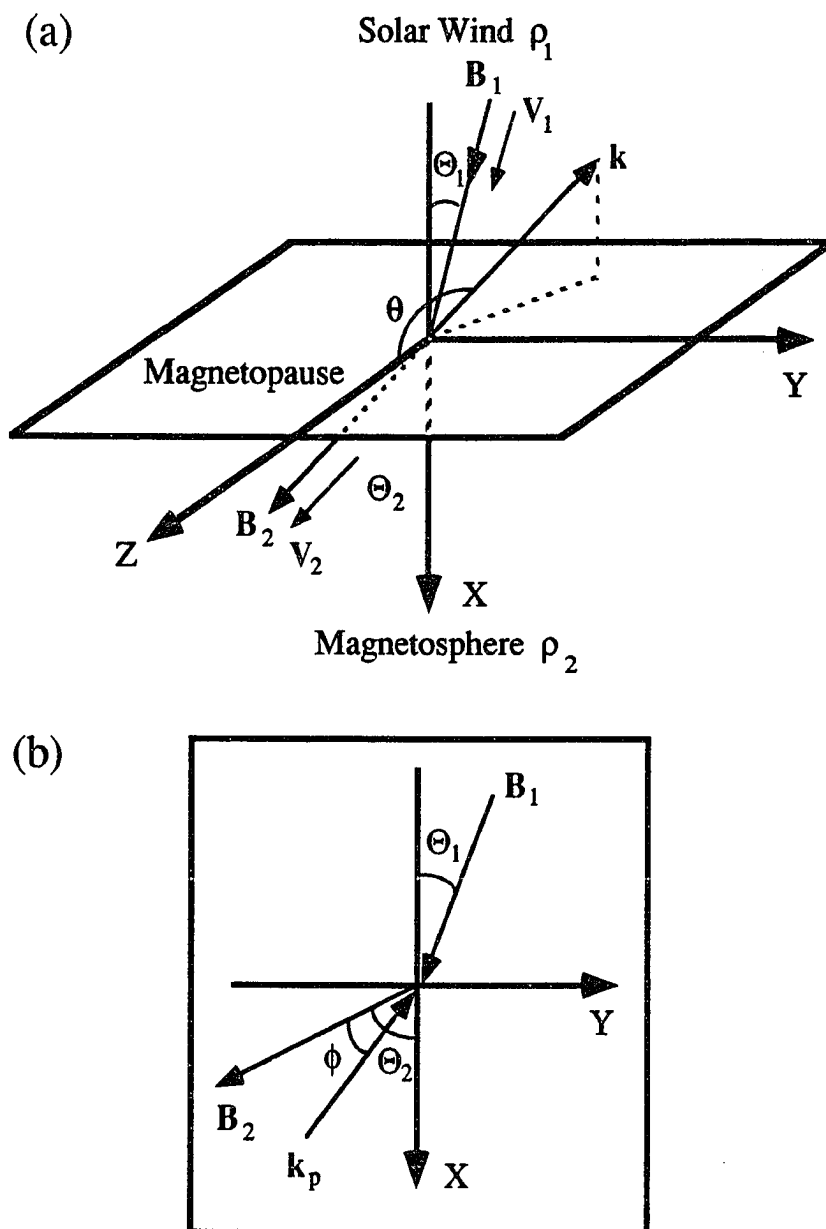 (a)
Solar Wind ρ₁
B₁
V₁
Θ₁
k
θ
Magnetopause
Y
Θ₂
B₂
V₂
Z
X
Magnetosphere ρ₂
(b)
B₁
Θ₁
Y
ϕ
Θ₂
B₂
kₚ
X